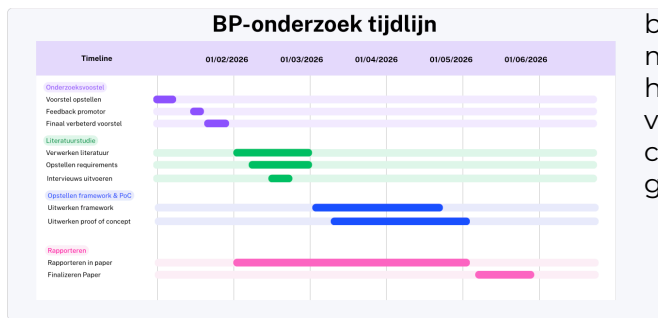 BP-onderzoek tijdlijn
Timeline 01/02/2026 01/03/2026 01/04/2026 01/05/2026 01/06/2026
Onderzoeksvoostel
Voorstel opstellen
Feedback promotor
Finaal verbeterd voorstel
Literatuurstudie
Verwerken literatuur
Opstellen requirements
Intervieuws uitvoeren
Opstellen framework & PoC
Uitwerken framework
Uitwerken proof of concept
Rapporteren
Rapporteren in paper
Finalizeren Paper